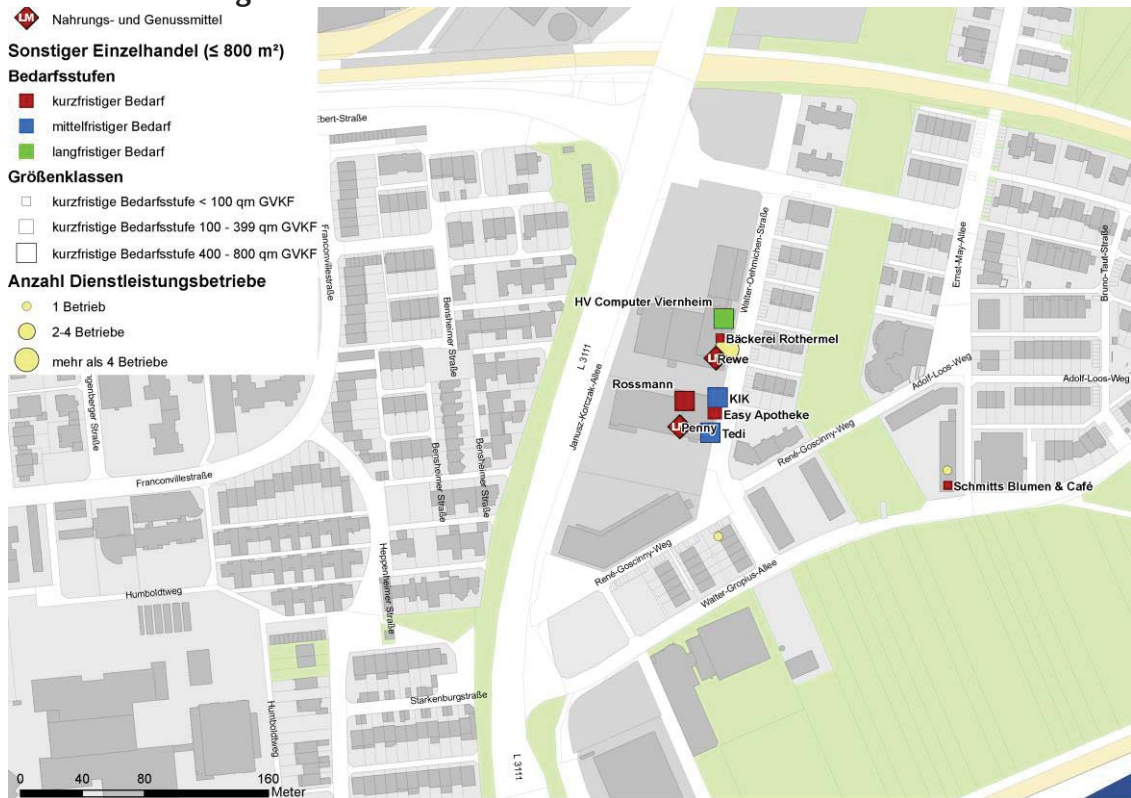 LM Nahrungs- und Genussmittel
Sonstiger Einzelhandel (≤ 800 m²)
Bedarfsstufen
kurzfristiger Bedarf
mittelfristiger Bedarf
langfristiger Bedarf
Größenklassen
kurzfristige Bedarfsstufe < 100 qm GVKF
kurzfristige Bedarfsstufe 100 - 399 qm GVKF
kurzfristige Bedarfsstufe 400 - 800 qm GVKF
Anzahl Dienstleistungsbetriebe
1 Betrieb
2-4 Betriebe
mehr als 4 Betriebe
Ebert-Straße
Franconvillestraße
Bensheimer Straße
L 3111
Janusz-Korczak-Allee
Walter-Oehmichen-Straße
Ernst-May-Allee
Bruno-Taut-Straße
HV Computer Viernheim
Bäckerei Rothermel
L Rewe
Rossmann
KIK
Easy Apotheke
L Penny
Tedi
Adolf-Loos-Weg
Adolf-Loos-Weg
René-Goscinny-Weg
Schmitts Blumen & Café
Franconvillestraße
Bensheimer Straße
Bensheimer Straße
Heppenheimer Straße
René-Goscinny-Weg
Walter-Gropius-Allee
Humboldtweg
Humboldtweg
Starkenburgstraße
L 3111
0 40 80 160
Meter